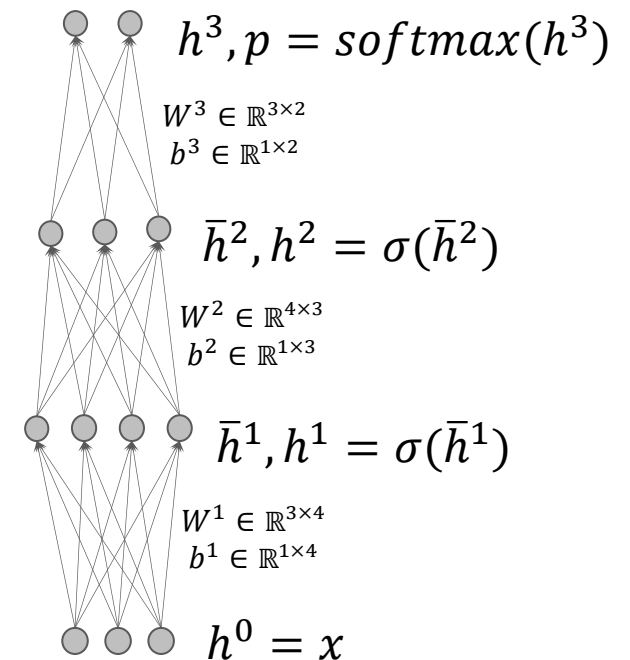 h³, p = softmax(h³)
W³ ∈ ℝ³ˣ²
b³ ∈ ℝ¹ˣ²
h̄², h² = σ(h̄²)
W² ∈ ℝ⁴ˣ³
b² ∈ ℝ¹ˣ³
h̄¹, h¹ = σ(h̄¹)
W¹ ∈ ℝ³ˣ⁴
b¹ ∈ ℝ¹ˣ⁴
h⁰ = x